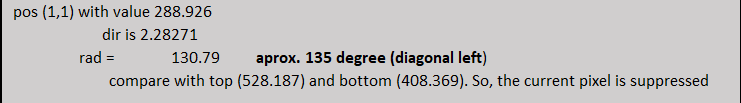 pos (1,1) with value 288.926
dir is 2.28271
rad = 130.79 aprox. 135 degree (diagonal left)
compare with top (528.187) and bottom (408.369). So, the current pixel is suppressed